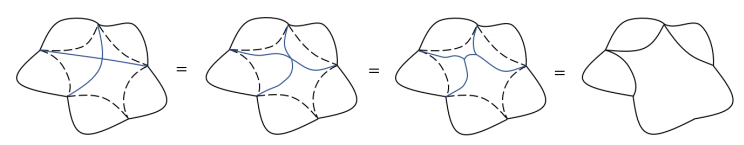 = = =